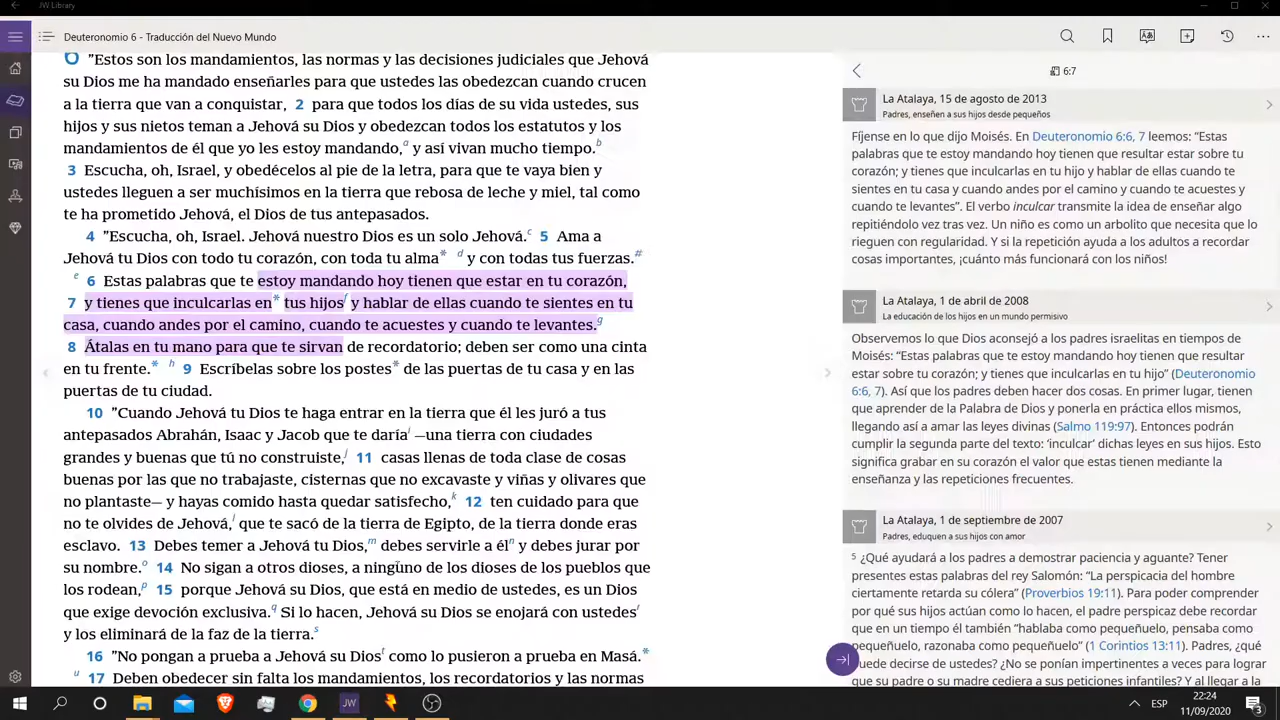 JW Library
Deuteronomio 6 - Traducción del Nuevo Mundo
6 ”Estos son los mandamientos, las normas y las decisiones judiciales que Jehová
su Dios me ha mandado enseñarles para que ustedes las obedezcan cuando crucen
a la tierra que van a conquistar, 2 para que todos los días de su vida ustedes, sus
hijos y sus nietos teman a Jehová su Dios y obedezcan todos los estatutos y los
mandamientos de él que yo les estoy mandando,a y así vivan mucho tiempo.b
3 Escucha, oh, Israel, y obedécelos al pie de la letra, para que te vaya bien y
ustedes lleguen a ser muchísimos en la tierra que rebosa de leche y miel, tal como
te ha prometido Jehová, el Dios de tus antepasados.
4 ”Escucha, oh, Israel. Jehová nuestro Dios es un solo Jehová.c 5 Ama a
Jehová tu Dios con todo tu corazón, con toda tu alma* d y con todas tus fuerzas.#
e 6 Estas palabras que te estoy mandando hoy tienen que estar en tu corazón,
7 y tienes que inculcarlas en* tus hijosf y hablar de ellas cuando te sientes en tu
casa, cuando andes por el camino, cuando te acuestes y cuando te levantes.g
8 Átalas en tu mano para que te sirvan de recordatorio; deben ser como una cinta
en tu frente.* h 9 Escríbelas sobre los postes* de las puertas de tu casa y en las
puertas de tu ciudad.
10 ”Cuando Jehová tu Dios te haga entrar en la tierra que él les juró a tus
antepasados Abrahán, Isaac y Jacob que te daríai —una tierra con ciudades
grandes y buenas que tú no construiste,j 11 casas llenas de toda clase de cosas
buenas por las que no trabajaste, cisternas que no excavaste y viñas y olivares que
no plantaste— y hayas comido hasta quedar satisfecho,k 12 ten cuidado para que
no te olvides de Jehová,l que te sacó de la tierra de Egipto, de la tierra donde eras
esclavo. 13 Debes temer a Jehová tu Dios,m debes servirle a éln y debes jurar por
su nombre.o 14 No sigan a otros dioses, a ninguno de los dioses de los pueblos que
los rodean,p 15 porque Jehová su Dios, que está en medio de ustedes, es un Dios
que exige devoción exclusiva.q Si lo hacen, Jehová su Dios se enojará con ustedesr
y los eliminará de la faz de la tierra.s
16 ”No pongan a prueba a Jehová su Diost como lo pusieron a prueba en Masá.*
u 17 Deben obedecer sin falta los mandamientos, los recordatorios y las normas
6:7
La Atalaya, 15 de agosto de 2013
Padres, enseñen a sus hijos desde pequeños
Fíjense en lo que dijo Moisés. En Deuteronomio 6:6, 7 leemos: “Estas
palabras que te estoy mandando hoy tienen que resultar estar sobre tu
corazón; y tienes que inculcarlas en tu hijo y hablar de ellas cuando te
sientes en tu casa y cuando andes por el camino y cuando te acuestes y
cuando te levantes”. El verbo inculcar transmite la idea de enseñar algo
repitiéndolo vez tras vez. Un niño es como un arbolito que necesita que lo
rieguen con regularidad. Y si la repetición ayuda a los adultos a recordar
cosas importantes, ¡cuánto más funcionará con los niños!
La Atalaya, 1 de abril de 2008
La educación de los hijos en un mundo permisivo
Observemos lo que Dios aconsejó a los padres israelitas en tiempos de
Moisés: “Estas palabras que te estoy mandando hoy tienen que resultar
estar sobre tu corazón; y tienes que inculcarlas en tu hijo” (Deuteronomio
6:6, 7). Así que los padres deben hacer dos cosas. En primer lugar, tienen
que aprender de la Palabra de Dios y ponerla en práctica ellos mismos,
llegando así a amar las leyes divinas (Salmo 119:97). Entonces podrán
cumplir la segunda parte del texto: ‘inculcar’ dichas leyes en sus hijos. Esto
significa grabar en su corazón el valor que estas tienen mediante la
enseñanza y las repeticiones frecuentes.
La Atalaya, 1 de septiembre de 2007
Padres, eduquen a sus hijos con amor
5 ¿Qué ayudará a los padres a demostrar paciencia y aguante? Tener
presentes estas palabras del rey Salomón: “La perspicacia del hombre
ciertamente retarda su cólera” (Proverbios 19:11). Para poder comprender
por qué sus hijos actúan como lo hacen, el padre perspicaz debe recordar
que en un tiempo él también “hablaba como pequeñuelo, pensaba como
pequeñuelo, razonaba como pequeñuelo” (1 Corintios 13:11). Padres, ¿qué
puede decirse de ustedes? ¿No se ponían impertinentes a veces para lograr
que su padre o su madre cediera a sus peticiones infantiles? Y al llegar a la
JW
ESP
22:24
11/09/2020
3